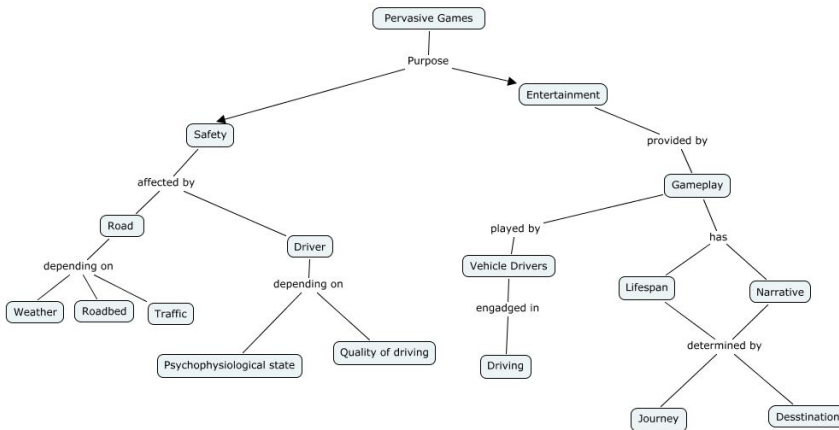 Pervasive Games
Purpose
Entertainment
Safety
provided by
affected by
Gameplay
Road
played by
has
Driver
depending on
Vehicle Drivers
depending on
Lifespan
Narrative
Weather
Roadbed
Traffic
engadged in
determined by
Quality of driving
Psychophysiological state
Driving
Journey
Desstination